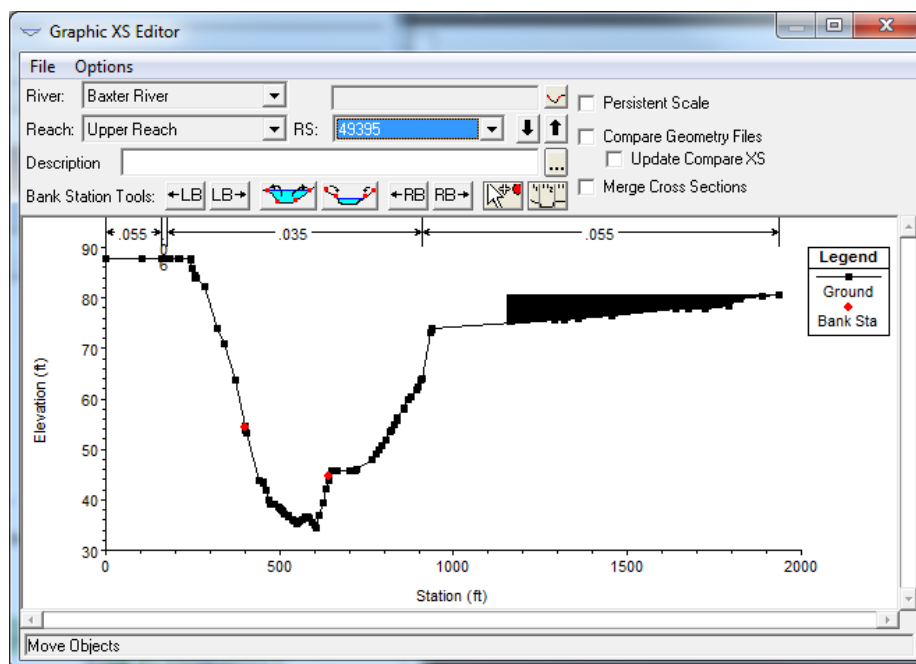 Graphic XS Editor
File Options
River: Baxter River
Persistent Scale
Reach: Upper Reach RS: 49395
Compare Geometry Files
Update Compare XS
Description ...
Merge Cross Sections
Bank Station Tools: ←LB LB→ ←RB RB→
.055 .06 .035 .055
90
80
70
60
50
40
30
Elevation (ft)
0 500 1000 1500 2000
Station (ft)
Legend
Ground
Bank Sta
Move Objects